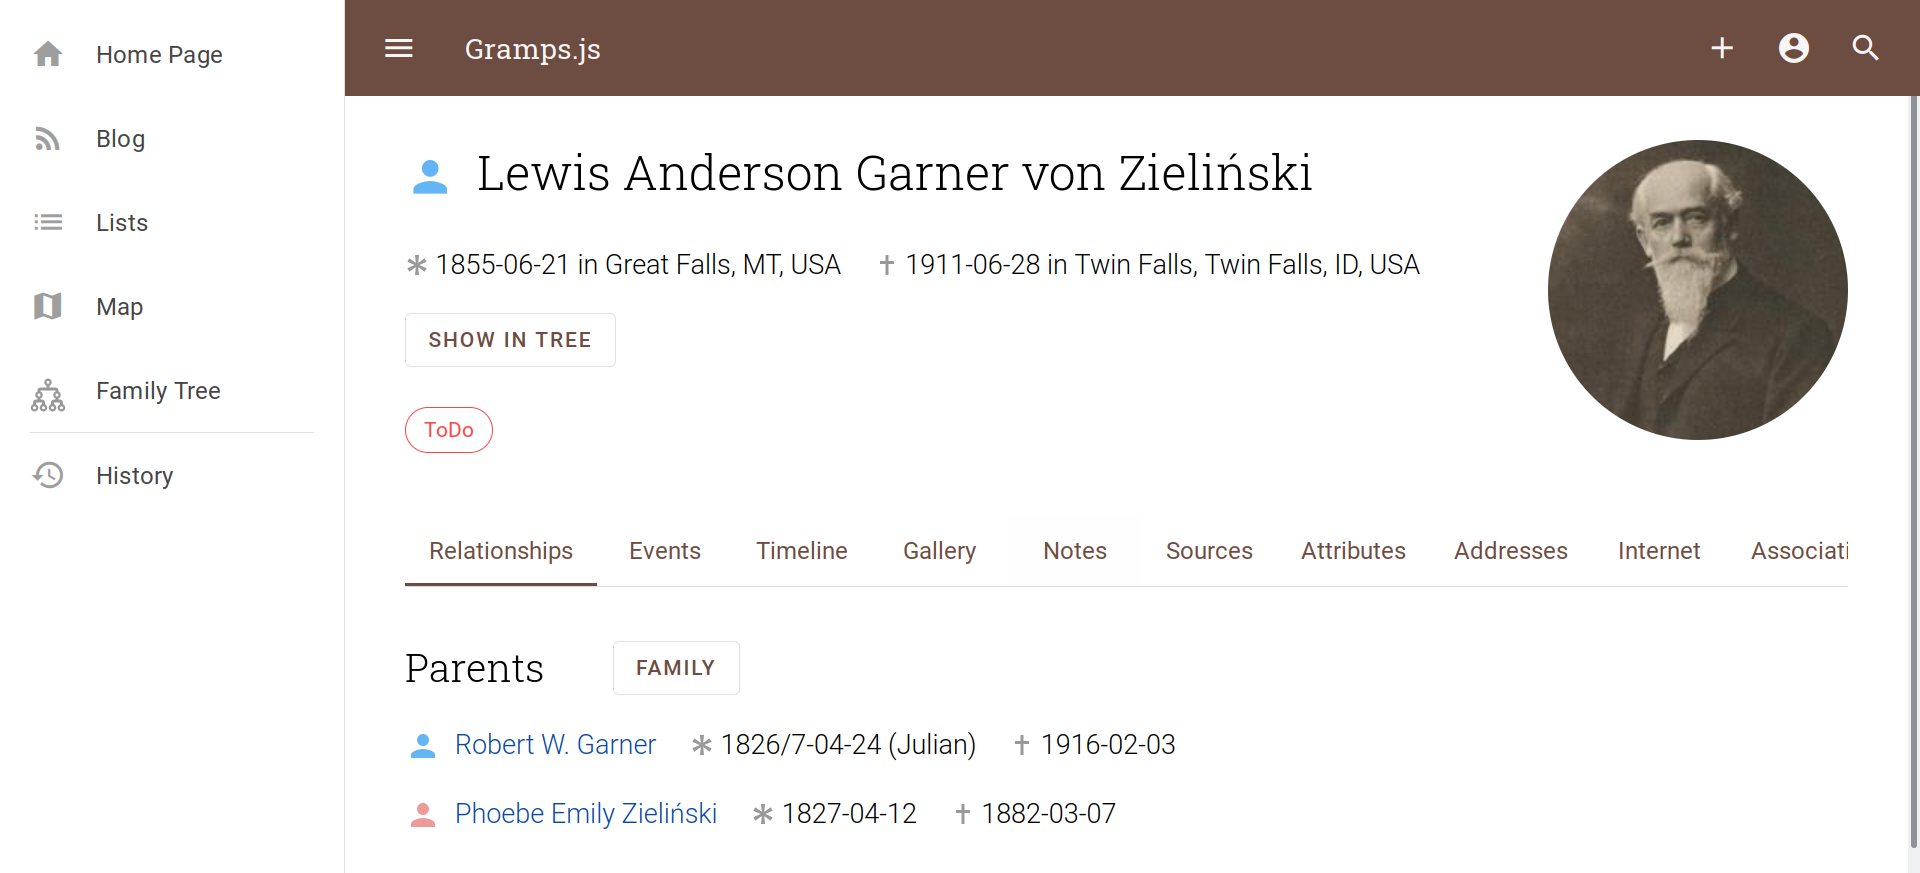 Home Page
Blog
Lists
Map
Family Tree
History
Gramps.js
Lewis Anderson Garner von Zieliński
1855-06-21 in Great Falls, MT, USA † 1911-06-28 in Twin Falls, Twin Falls, ID, USA
SHOW IN TREE
ToDo
Relationships Events Timeline Gallery Notes Sources Attributes Addresses Internet Associati
Parents FAMILY
Robert W. Garner * 1826/7-04-24 (Julian) † 1916-02-03
Phoebe Emily Zieliński * 1827-04-12 † 1882-03-07